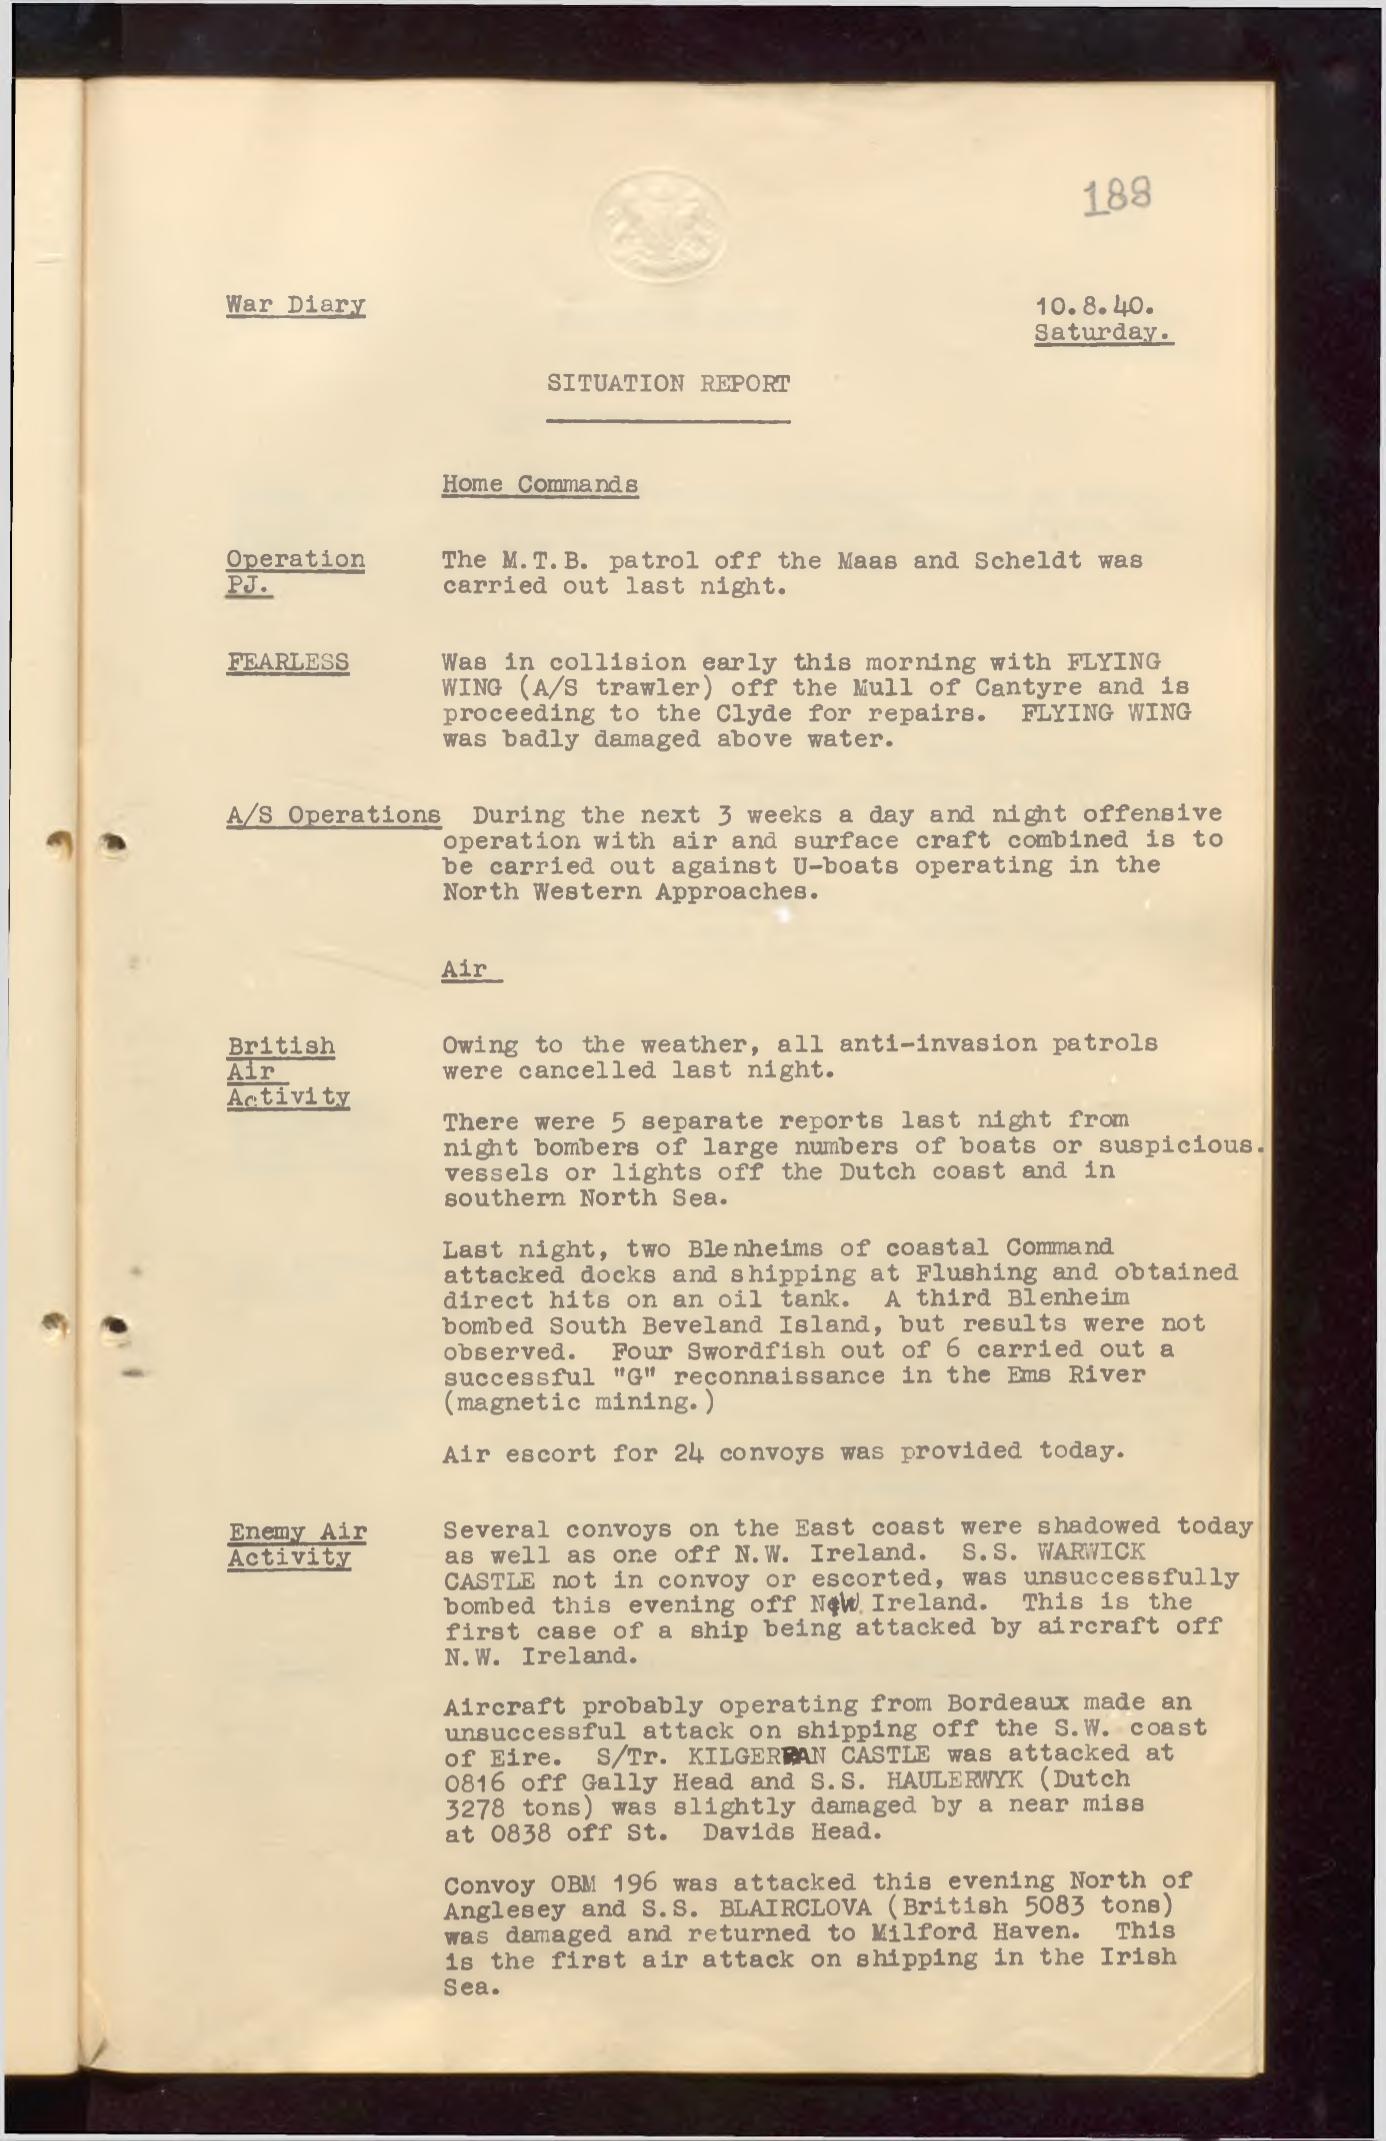 188
War Diary
10.8.40.
Saturday.
SITUATION REPORT
Home Commands
Operation
PJ.
The M.T.B. patrol off the Maas and Scheldt was
carried out last night.
FEARLESS
Was in collision early this morning with FLYING
WING (A/S trawler) off the Mull of Cantyre and is
proceeding to the Clyde for repairs. FLYING WING
was badly damaged above water.
A/S Operations During the next 3 weeks a day and night offensive
operation with air and surface craft combined is to
be carried out against U-boats operating in the
North Western Approaches.
Air
British
Air
Activity
Owing to the weather, all anti-invasion patrols
were cancelled last night.
There were 5 separate reports last night from
night bombers of large numbers of boats or suspicious.
vessels or lights off the Dutch coast and in
southern North Sea.
Last night, two Blenheims of coastal Command
attacked docks and shipping at Flushing and obtained
direct hits on an oil tank. A third Blenheim
bombed South Beveland Island, but results were not
observed. Four Swordfish out of 6 carried out a
successful "G" reconnaissance in the Ems River
(magnetic mining.)
Air escort for 24 convoys was provided today.
Enemy Air
Activity
Several convoys on the East coast were shadowed today
as well as one off N.W. Ireland. S.S. WARWICK
CASTLE not in convoy or escorted, was unsuccessfully
bombed this evening off N.W. Ireland. This is the
first case of a ship being attacked by aircraft off
N.W. Ireland.
Aircraft probably operating from Bordeaux made an
unsuccessful attack on shipping off the S.W. coast
of Eire. S/Tr. KILGERRAN CASTLE was attacked at
0816 off Gally Head and S.S. HAULERWYK (Dutch
3278 tons) was slightly damaged by a near miss
at 0838 off St. Davids Head.
Convoy OBM 196 was attacked this evening North of
Anglesey and S.S. BLAIRCLOVA (British 5083 tons)
was damaged and returned to Milford Haven. This
is the first air attack on shipping in the Irish
Sea.